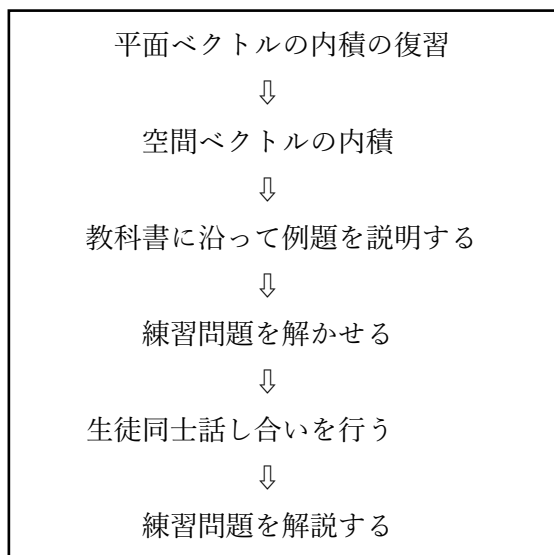 平面ベクトルの内積の復習
⇩
空間ベクトルの内積
⇩
教科書に沿って例題を説明する
⇩
練習問題を解かせる
⇩
生徒同士話し合いを行う
⇩
練習問題を解説する